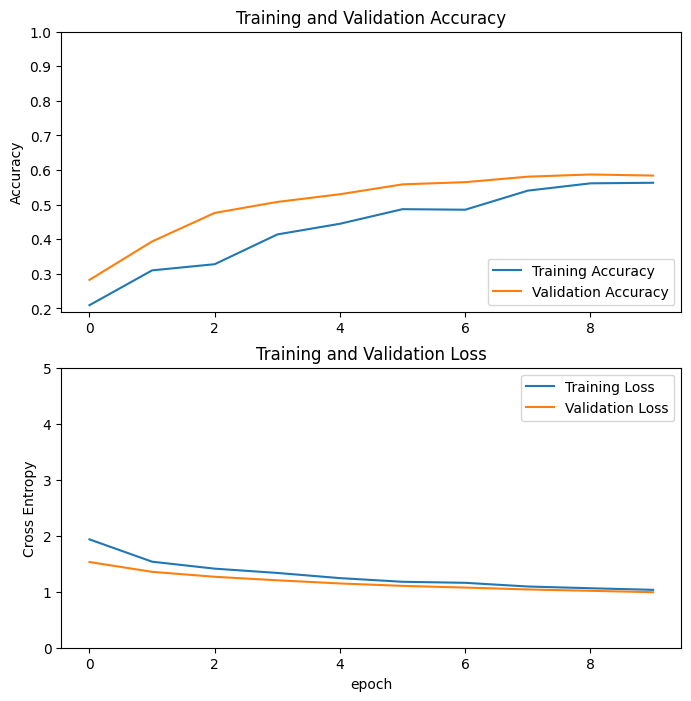 Training and Validation Accuracy
1.0
0.9
0.8
0.7
0.6
0.5
0.4
0.3
0.2
Accuracy
Training Accuracy
Validation Accuracy
0 2 4 6 8
Training and Validation Loss
5
4
3
2
1
0
Cross Entropy
Training Loss
Validation Loss
0 2 4 6 8
epoch